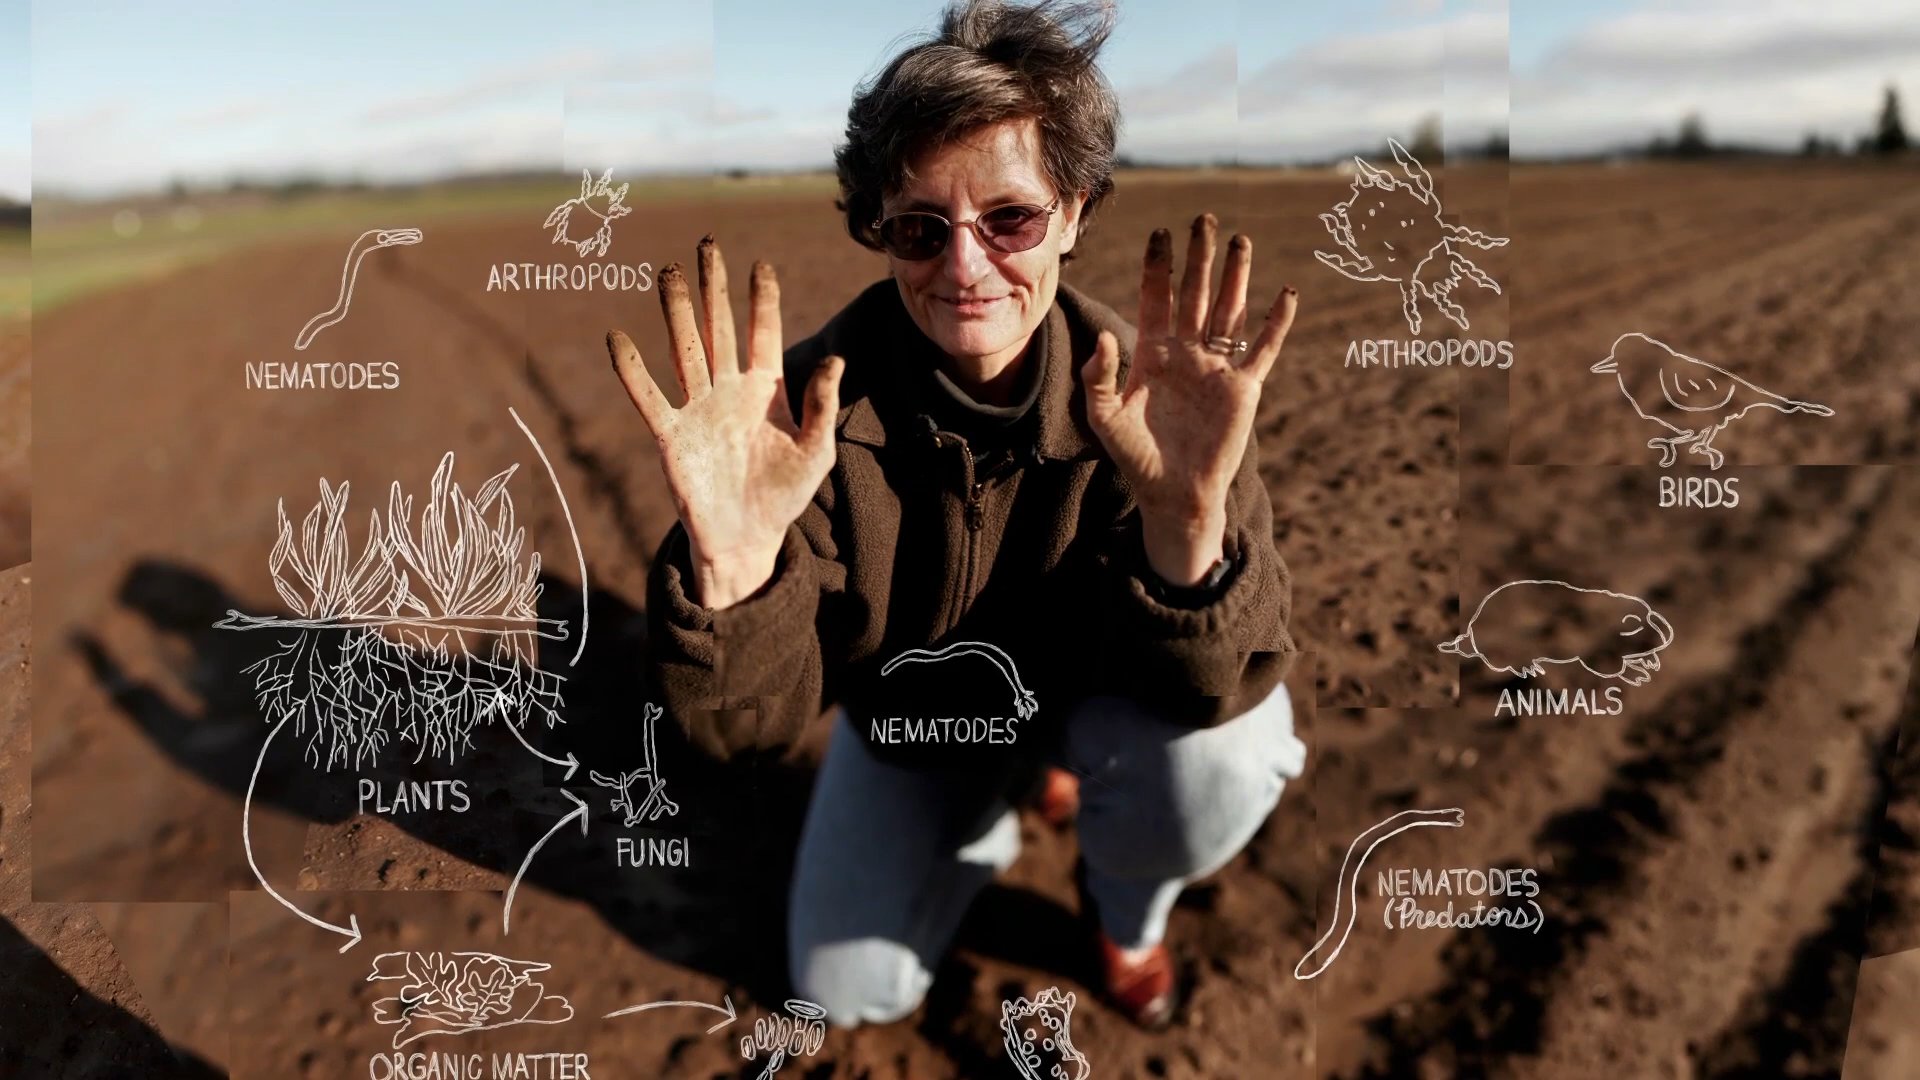 ARTHROPODS
NEMATODES
ARTHROPODS
BIRDS
ANIMALS
NEMATODES
PLANTS
FUNGI
NEMATODES
(Predators)
ORGANIC MATTER